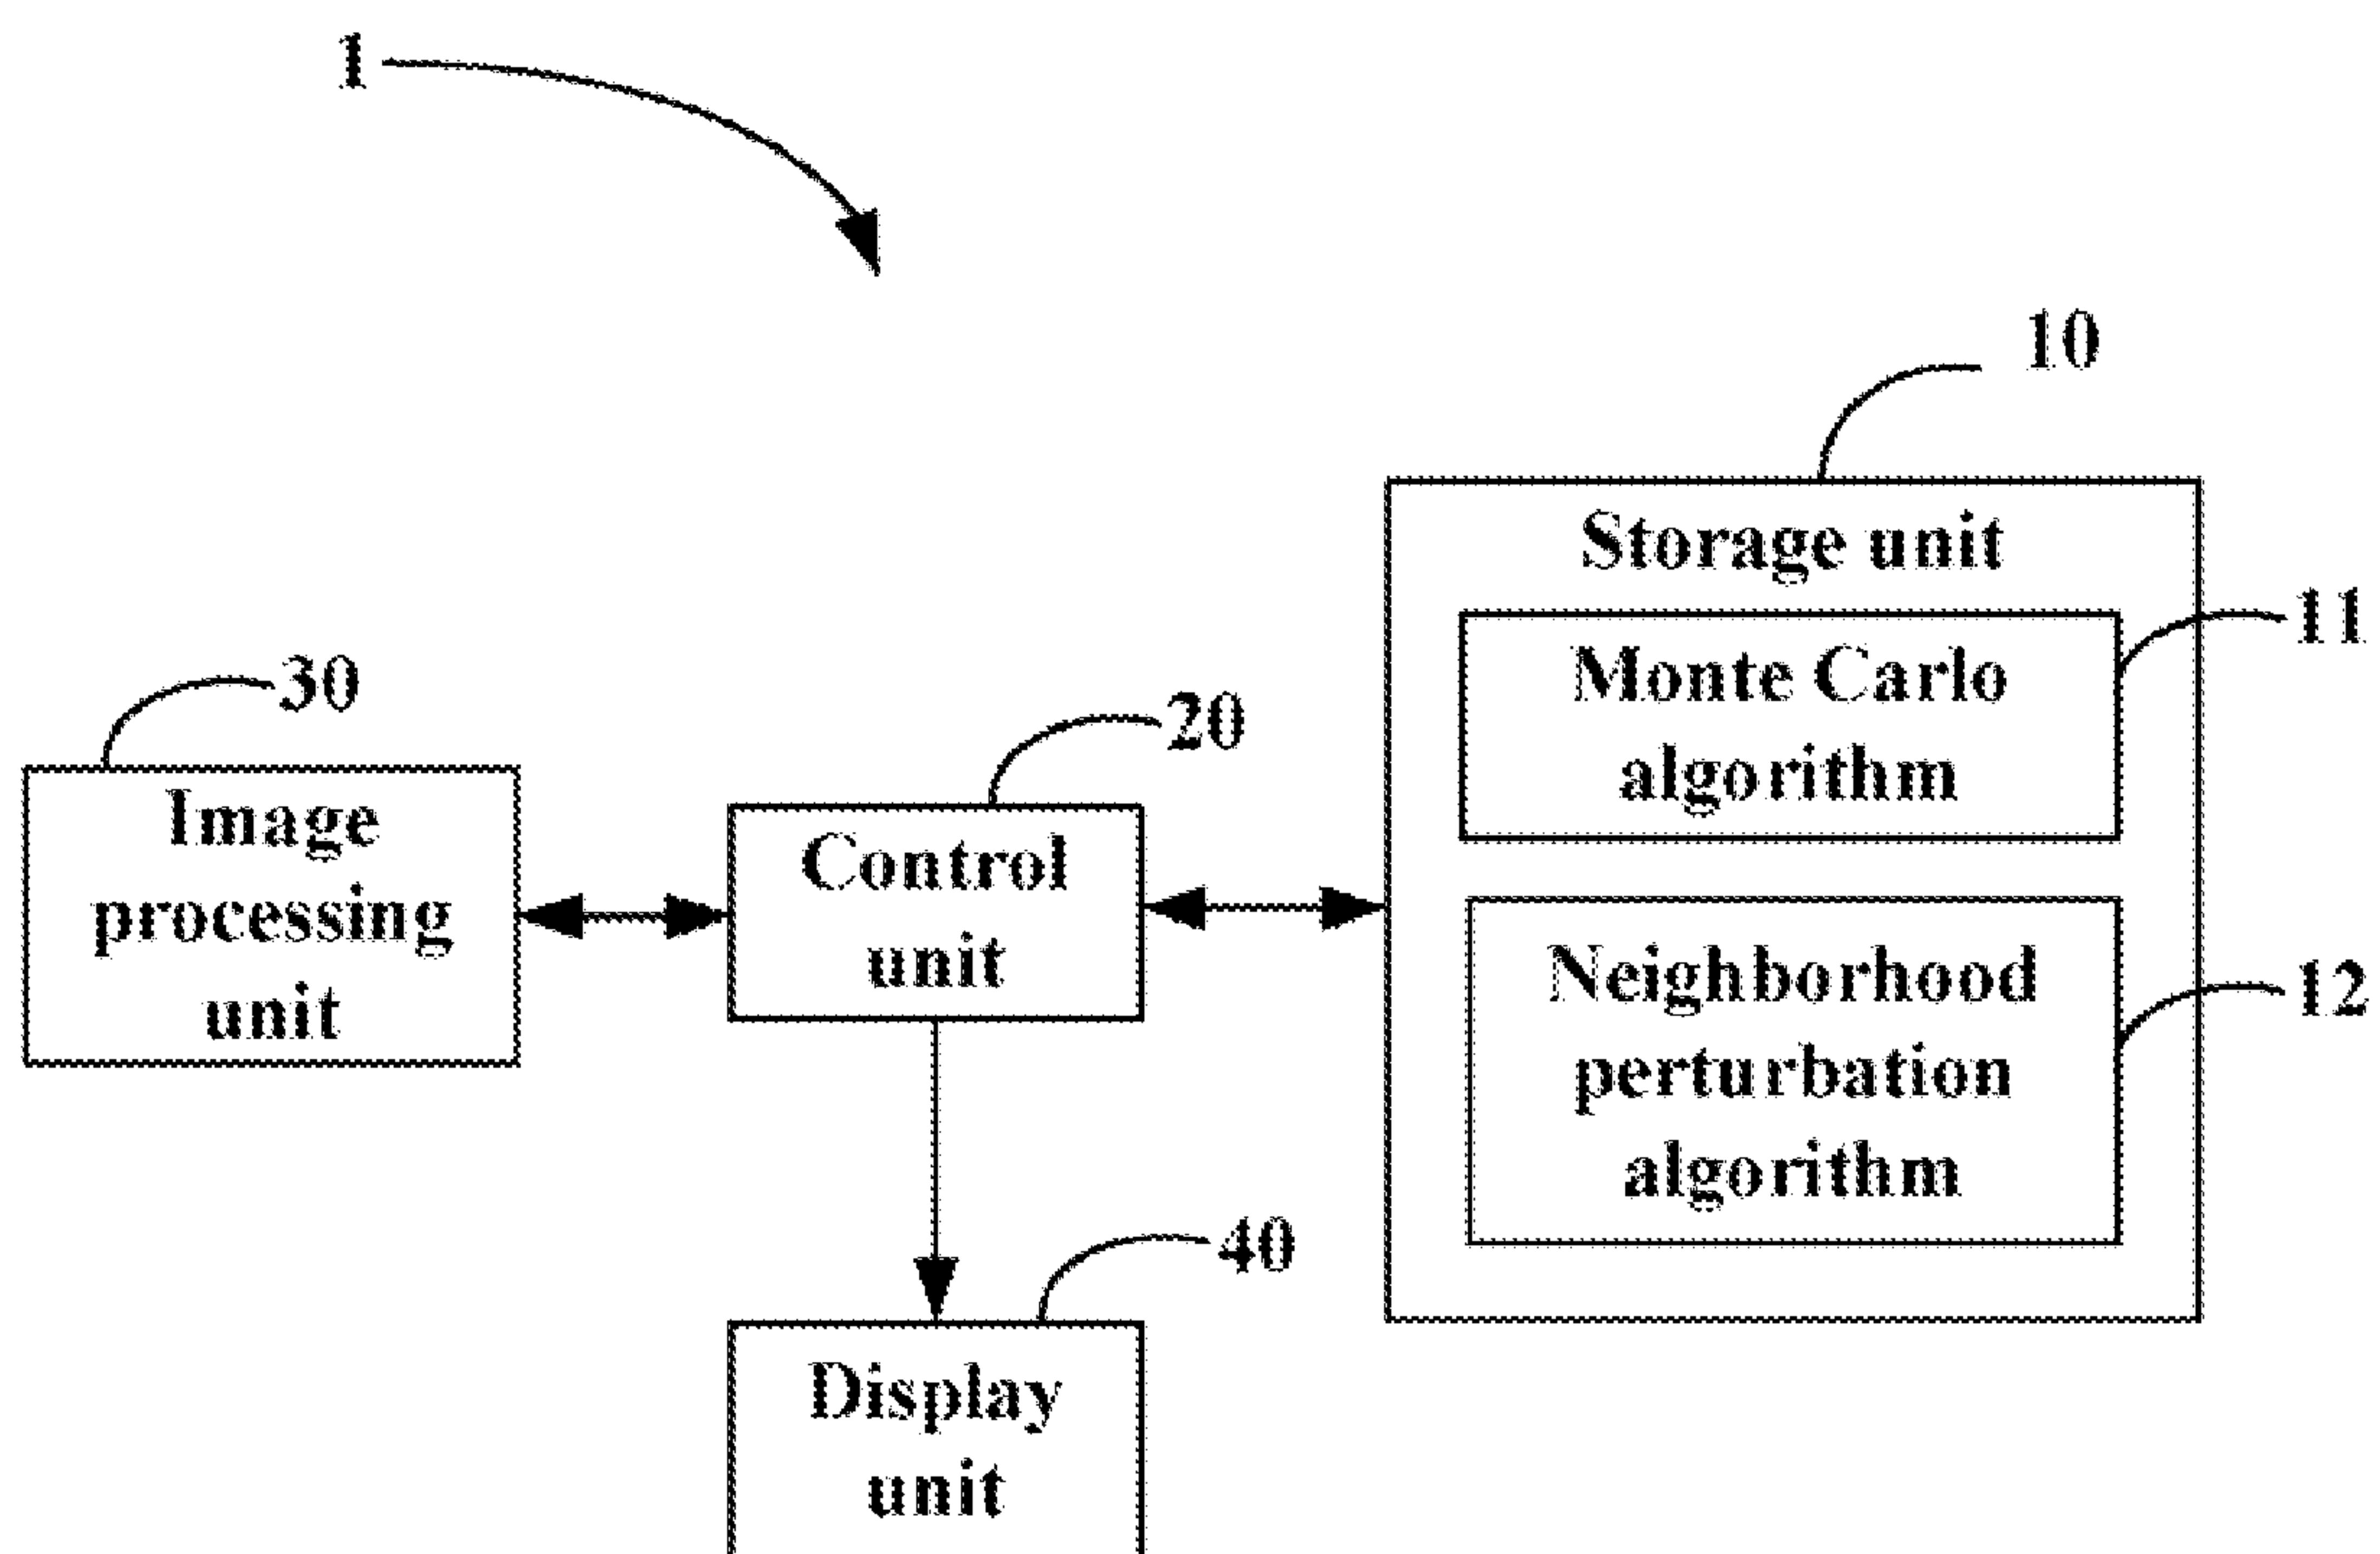 1
10
Storage unit
11
Monte Carlo
algorithm
30
Image
processing
unit
20
Control
unit
12
Neighborhood
perturbation
algorithm
40
Display
unit